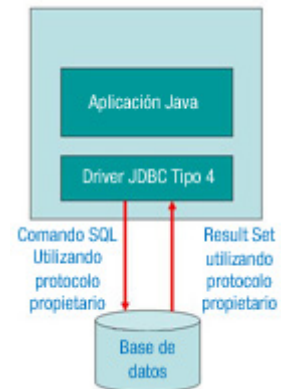 Aplicación Java
Driver JDBC Tipo 4
Comando SQL
Utilizando
protocolo
propietario
Result Set
utilizando
protocolo
propietario
Base de
datos